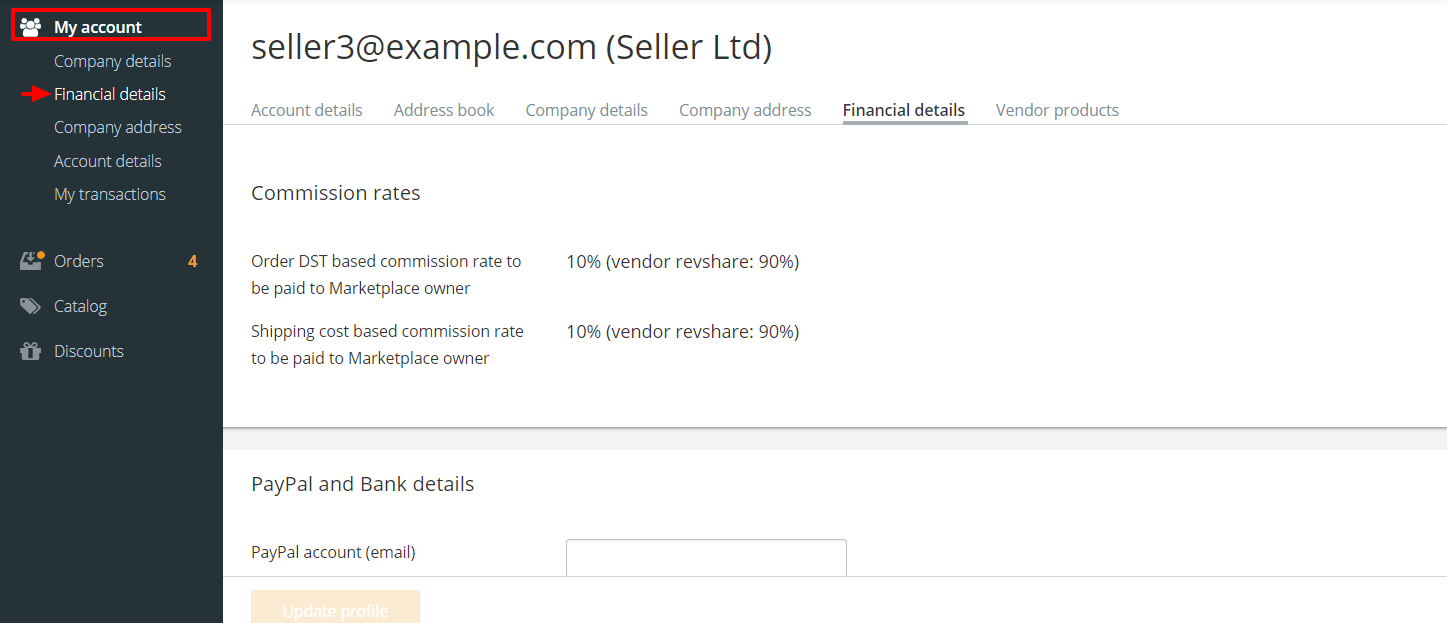 My account
Company details
Financial details
Company address
Account details
My transactions
Orders 4
Catalog
Discounts
seller3@example.com (Seller Ltd)
Account details Address book Company details Company address Financial details Vendor products
Commission rates
Order DST based commission rate to
be paid to Marketplace owner
10% (vendor revshare: 90%)
Shipping cost based commission rate
to be paid to Marketplace owner
10% (vendor revshare: 90%)
PayPal and Bank details
PayPal account (email)
Update profile